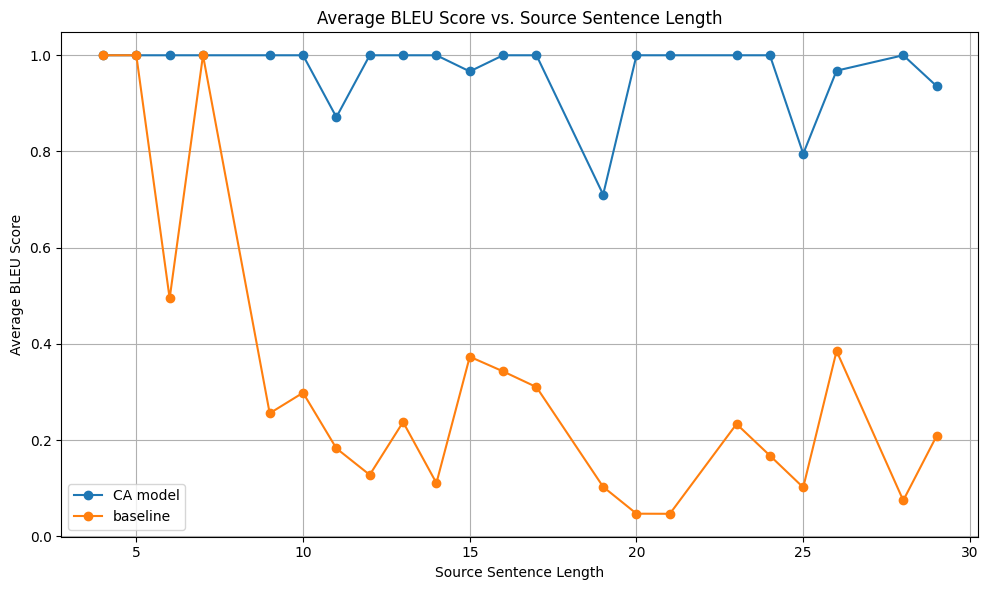 Average BLEU Score vs. Source Sentence Length
Average BLEU Score
1.0
0.8
0.6
0.4
0.2
0.0
CA model
baseline
5 10 15 20 25 30
Source Sentence Length